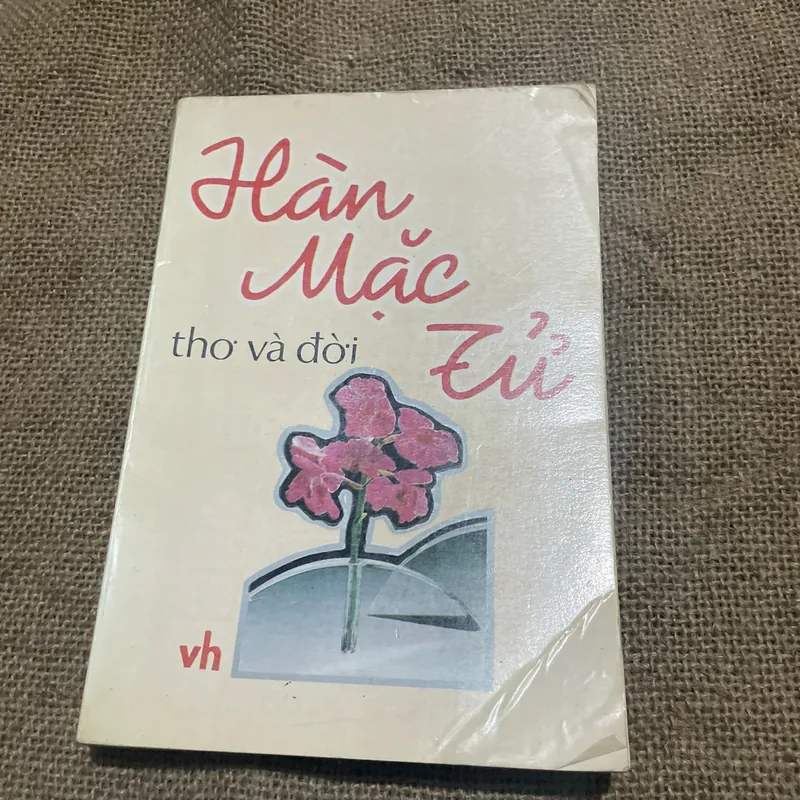 Hàn
Mặc
Tử
thơ và đời
vh